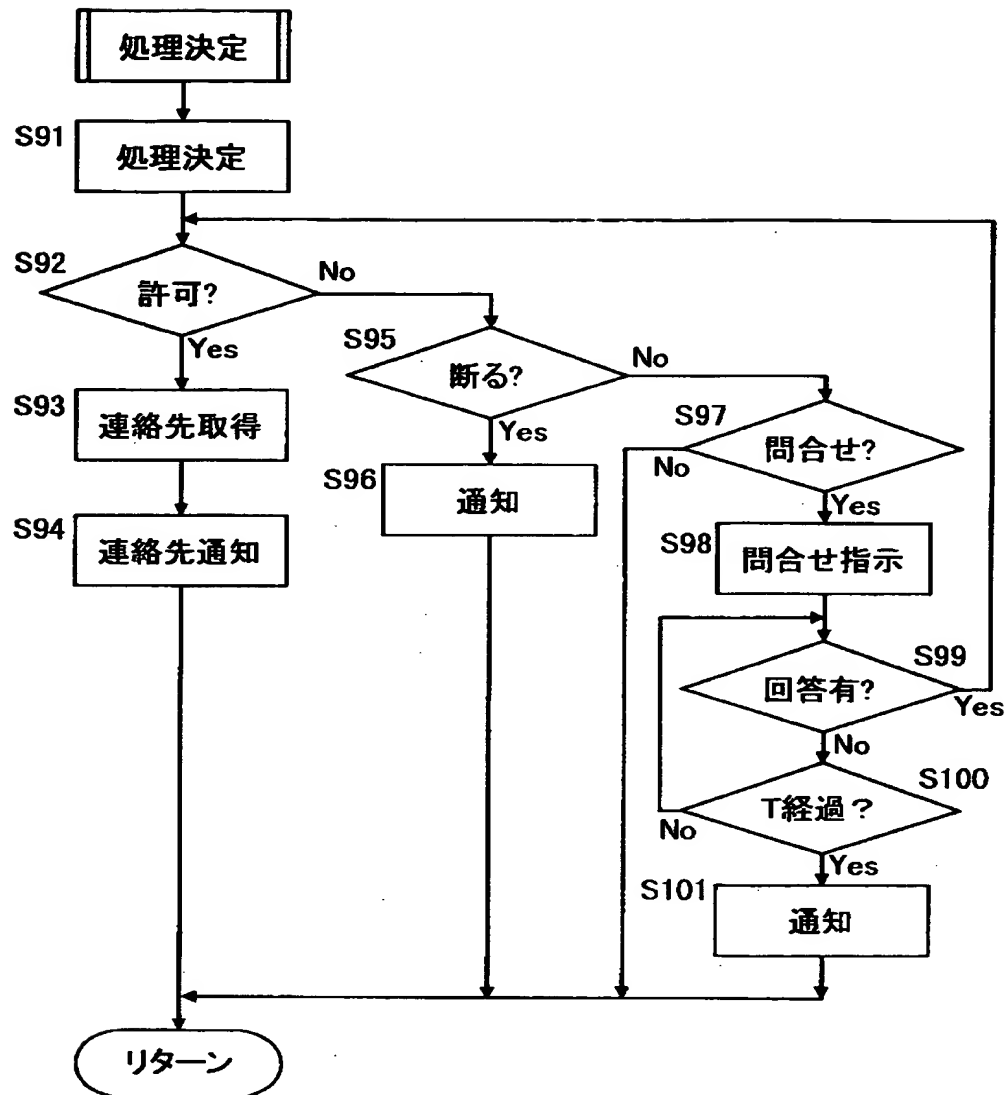 処理決定
S91
処理決定
S92
許可?
No
Yes
S93
連絡先取得
S94
連絡先通知
S95
断る?
No
Yes
S96
通知
S97
問合せ?
No
Yes
S98
問合せ指示
S99
回答有?
Yes
No
S100
T経過?
No
Yes
S101
通知
リターン